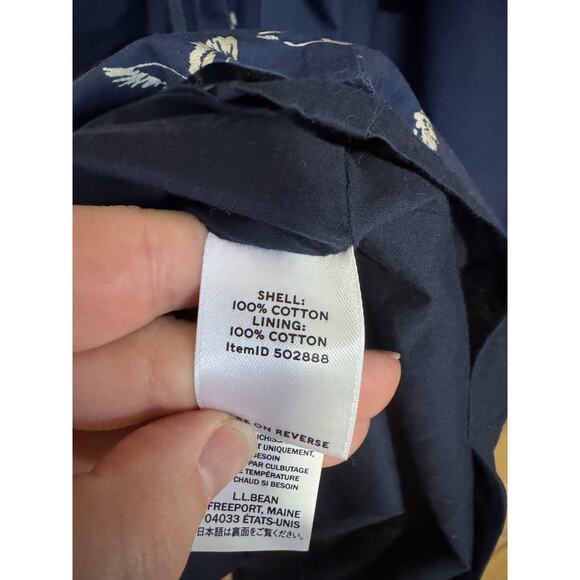 SHELL:
100% COTTON
LINING:
100% COTTON
ItemID 502888
ON REVERSE
T UNIQUEMENT,
BESOIN
PAR CULBUTAGE
TEMPÉRATURE
CHAUD SI BESOIN
L.L.BEAN
FREEPORT, MAINE
04033 ÉTATS-UNIS
日本語は裏面をご覧ください。